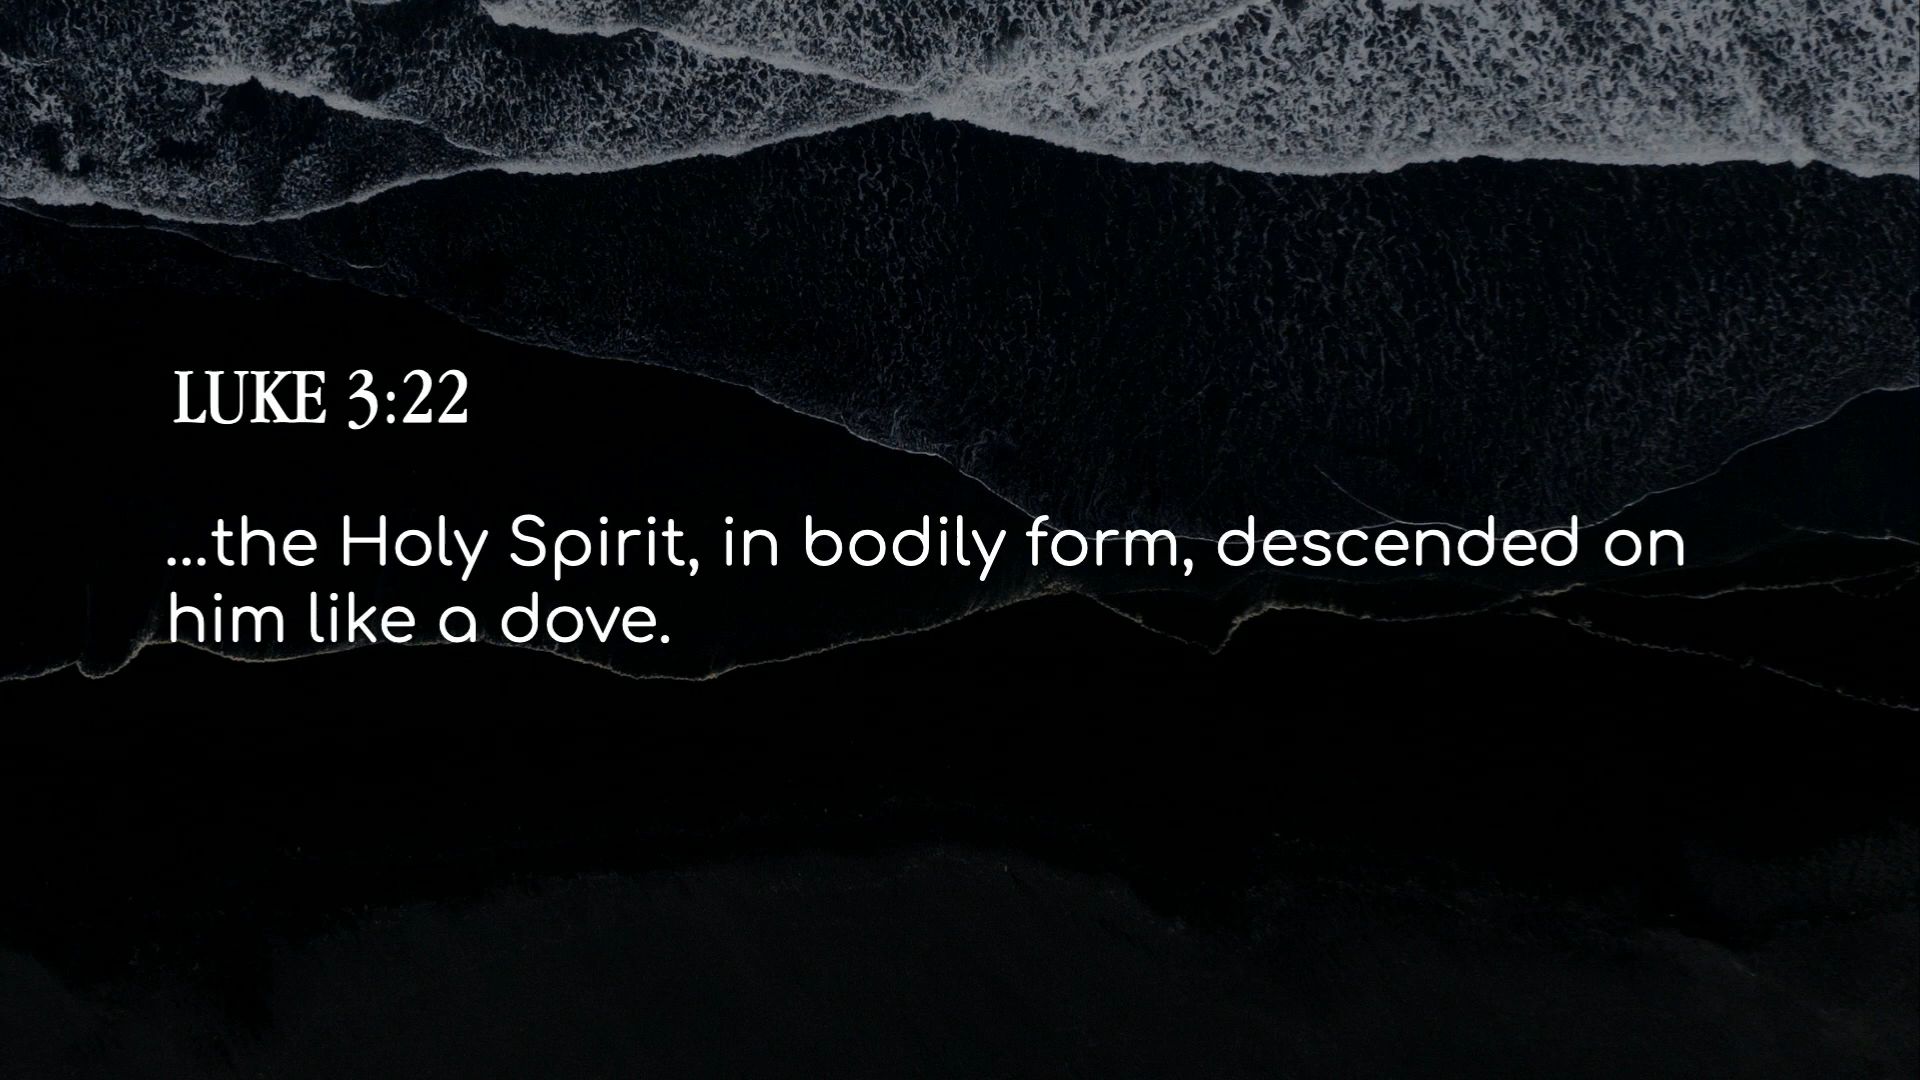 LUKE 3:22
...the Holy Spirit, in bodily form, descended on
him like a dove.